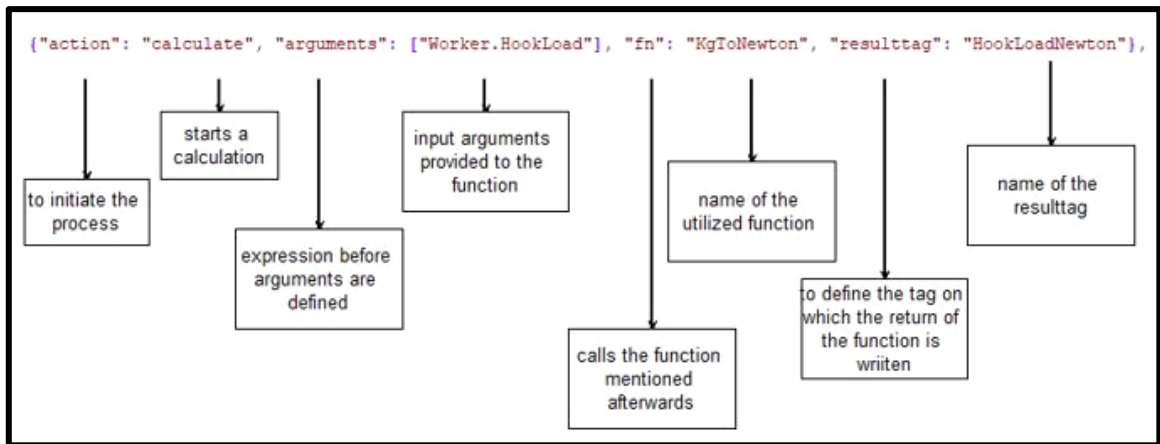 {"action": "calculate", "arguments": ["Worker.HookLoad"], "fn": "KgToNewton", "resulttag": "HookLoadNewton"},
to initiate the
process
starts a
calculation
expression before
arguments are
defined
input arguments
provided to the
function
calls the function
mentioned
afterwards
name of the
utilized function
to define the tag on
which the return of
the function is
wriiten
name of the
resulttag